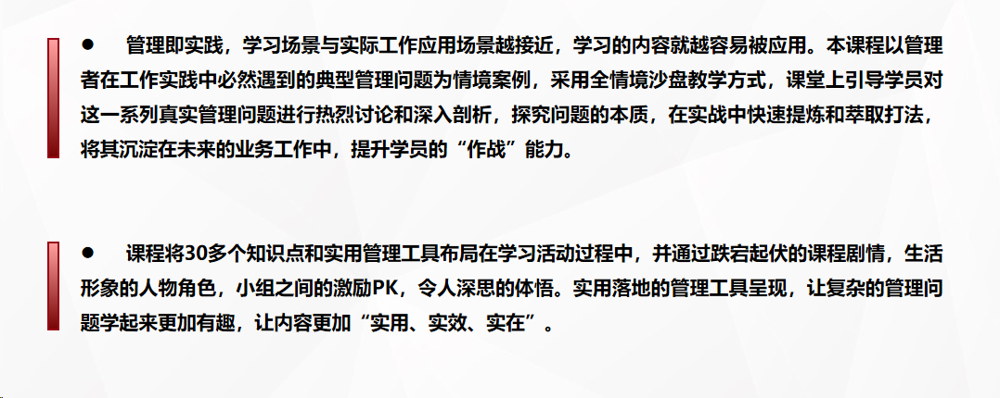 ● 管理即实践，学习场景与实际工作应用场景越接近，学习的内容就越容易被应用。本课程以管理
者在工作实践中必然遇到的典型管理问题为情境案例，采用全情境沙盘教学方式，课堂上引导学员对
这一系列真实管理问题进行热烈讨论和深入剖析，探究问题的本质，在实战中快速提炼和萃取打法，
将其沉淀在未来的业务工作中，提升学员的“作战”能力。
● 课程将30多个知识点和实用管理工具布局在学习活动过程中，并通过跌宕起伏的课程剧情，生活
形象的人物角色，小组之间的激励PK，令人深思的体悟。实用落地的管理工具呈现，让复杂的管理问
题学起来更加有趣，让内容更加“实用、实效、实在”。